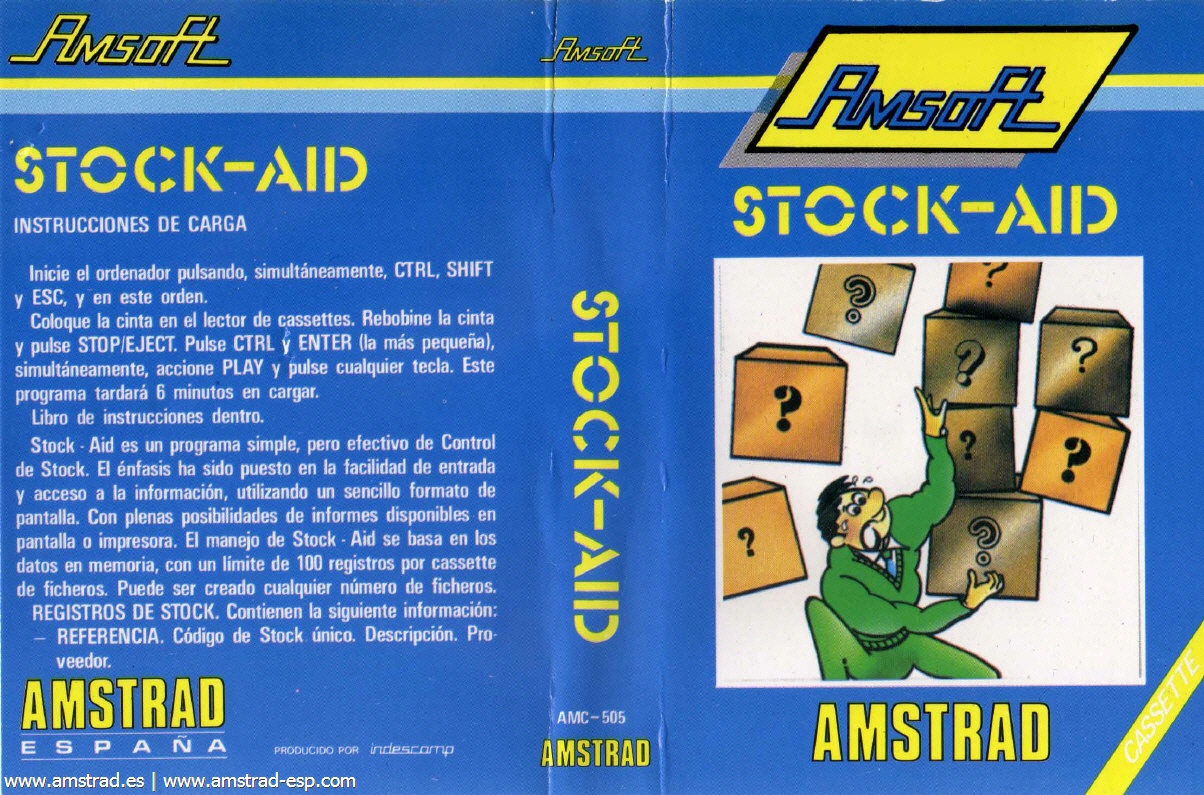 Amsoft
STOCK-AID
INSTRUCCIONES DE CARGA
Inicie el ordenador pulsando, simultáneamente, CTRL, SHIFT
y ESC, y en este orden.
Coloque la cinta en el lector de cassettes. Rebobine la cinta
y pulse STOP/EJECT. Pulse CTRL y ENTER (la más pequeña),
simultáneamente, accione PLAY y pulse cualquier tecla. Este
programa tardará 6 minutos en cargar.
Libro de instrucciones dentro.
Stock - Aid es un programa simple, pero efectivo de Control
de Stock. El énfasis ha sido puesto en la facilidad de entrada
y acceso a la información, utilizando un sencillo formato de
pantalla. Con plenas posibilidades de informes disponibles en
pantalla o impresora. El manejo de Stock - Aid se basa en los
datos en memoria, con un límite de 100 registros por cassette
de ficheros. Puede ser creado cualquier número de ficheros.
REGISTROS DE STOCK. Contienen la siguiente información:
– REFERENCIA. Código de Stock único. Descripción. Pro-
veedor.
AMSTRAD
ESPAÑA
PRODUCIDO POR indescomp
www.amstrad.es | www.amstrad-esp.com
Amsoft
STOCK-AID
AMC-505
AMSTRAD
Amsoft
STOCK-AID
?
?
?
?
?
?
?
?
?
?
AMSTRAD
CASSETTE